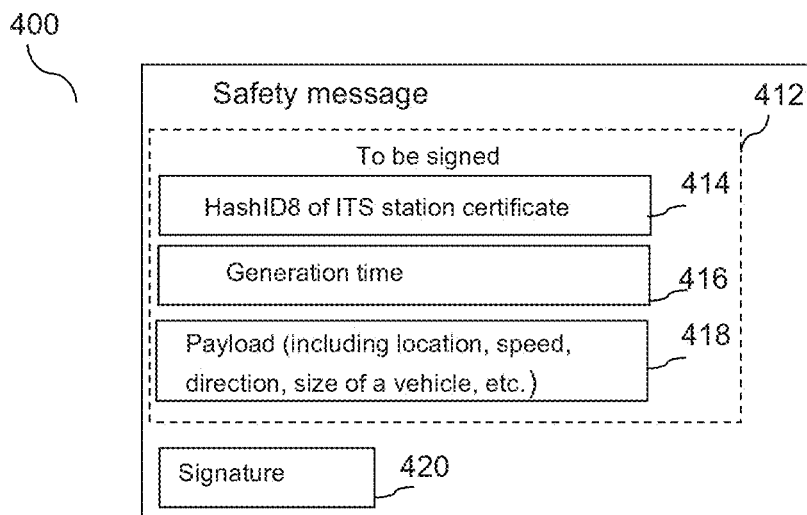 400
Safety message
412
To be signed
HashID8 of ITS station certificate
414
Generation time
416
Payload (including location, speed,
direction, size of a vehicle, etc.)
418
Signature
420